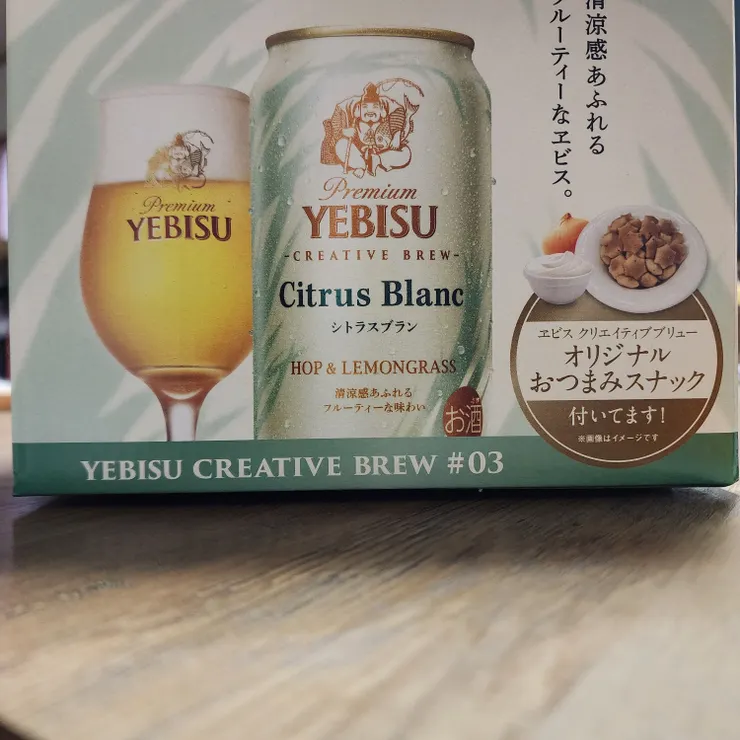 清涼感あふれる
フルーティーなヱビス。
Premium
YEBISU
Premium
YEBISU
-CREATIVE BREW-
Citrus Blanc
シトラスブラン
HOP & LEMONGRASS
清涼感あふれる
フルーティーな味わい
お酒
ヱビス クリエイティブブリュー
オリジナル
おつまみスナック
付いてます!
※画像はイメージです
YEBISU CREATIVE BREW #03